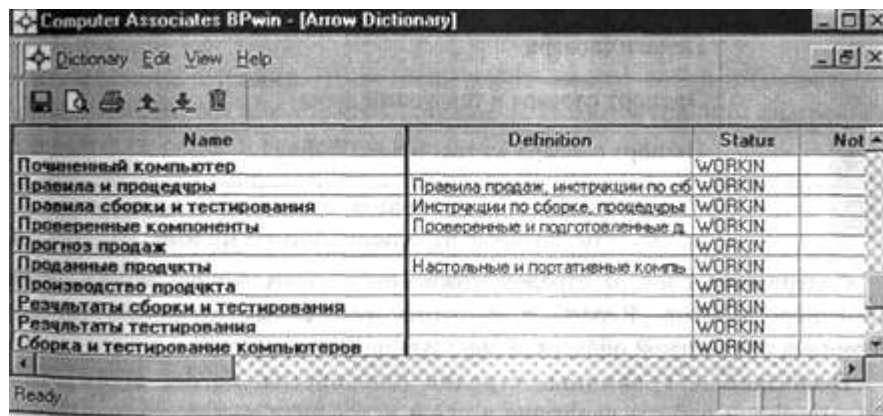 Computer Associates BPwin - [Arrow Dictionary]
Dictionary Edit View Help
Name Definition Status Not
Починенный компьютер WORKIN
Правила и процедуры Правила продаж, инструкции по сб WORKIN
Правила сборки и тестирования Инструкции по сборке, процедуры WORKIN
Проверенные компоненты Проверенные и подготовленные д WORKIN
Прогноз продаж WORKIN
Проданные продукты Настольные и портативные компь WORKIN
Производство продукта WORKIN
Результаты сборки и тестирования WORKIN
Результаты тестирования WORKIN
Сборка и тестирование компьютеров WORKIN
Ready